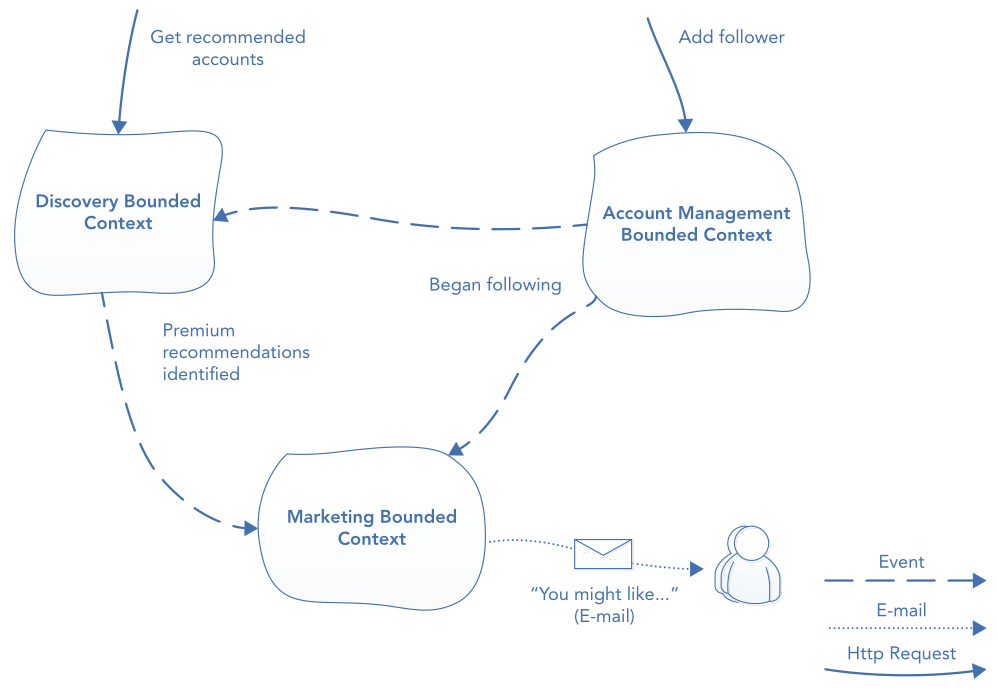 Get recommended
accounts
Add follower
Discovery Bounded
Context
Account Management
Bounded Context
Began following
Premium
recommendations
identified
Marketing Bounded
Context
“You might like...”
(E-mail)
Event
E-mail
Http Request